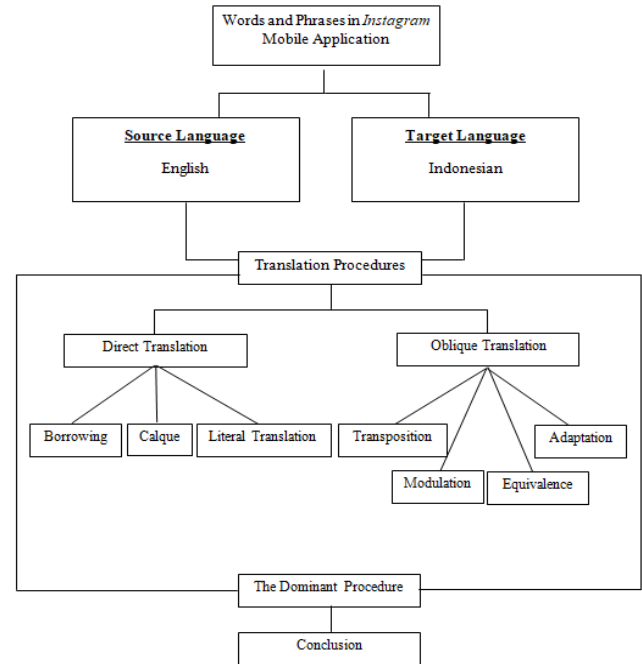 Words and Phrases in Instagram
Mobile Application
Source Language
English
Target Language
Indonesian
Translation Procedures
Direct Translation
Oblique Translation
Borrowing
Calque
Literal Translation
Transposition
Adaptation
Modulation
Equivalence
The Dominant Procedure
Conclusion